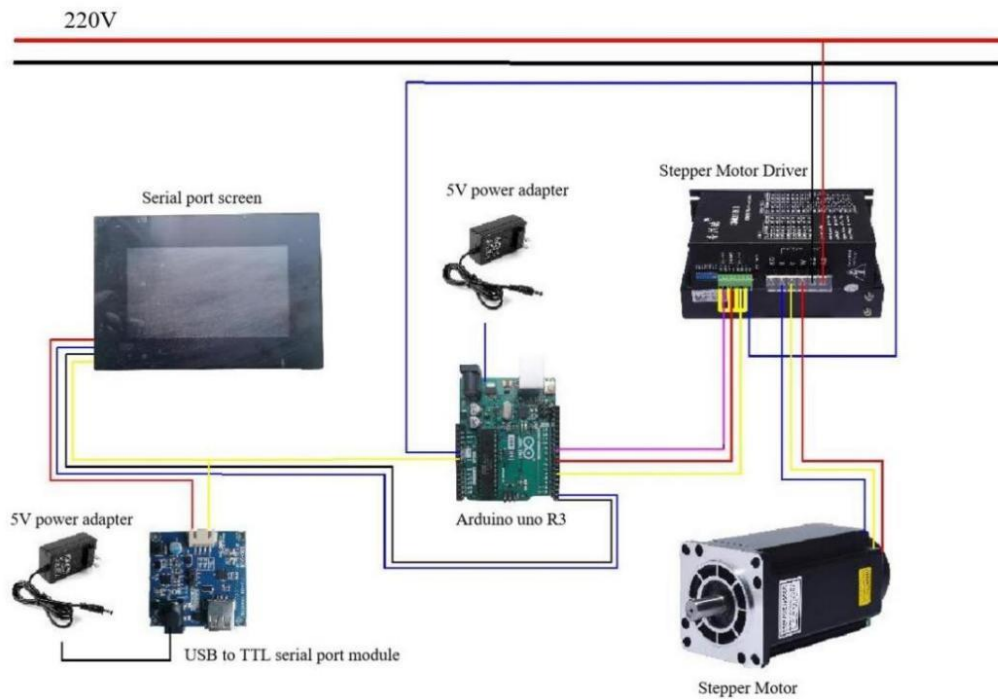 220V
Stepper Motor Driver
Serial port screen
5V power adapter
Arduino uno R3
5V power adapter
USB to TTL serial port module
Stepper Motor